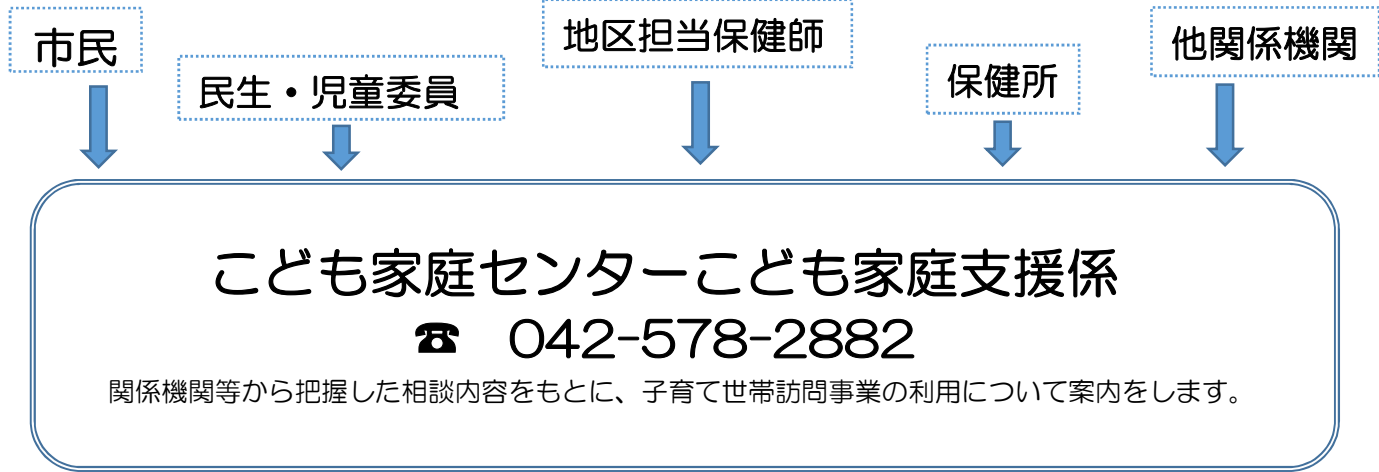 市民
民生・児童委員
地区担当保健師
保健所
他関係機関
こども家庭センターこども家庭支援係
☎ 042-578-2882
関係機関等から把握した相談内容をもとに、子育て世帯訪問事業の利用について案内をします。